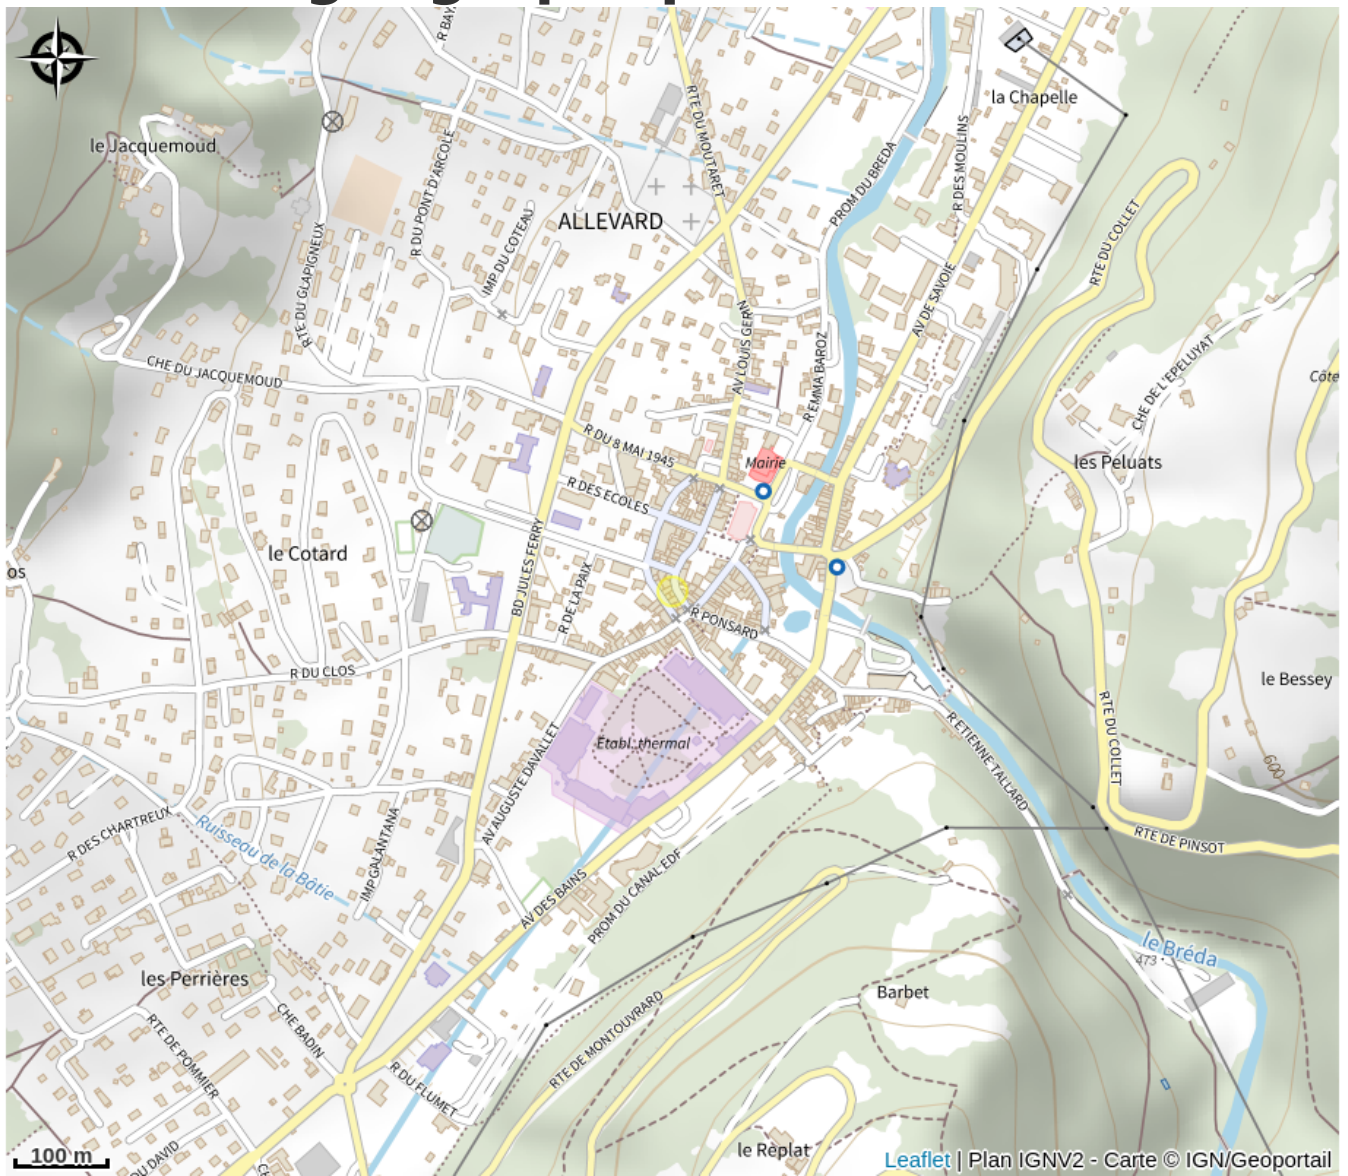 R BAY
la Chapelle
le Jacquemoud
RTE DU MOUTARET
R DU PONT D'ARCOLE
PROM DU BREDA
R DES MOULINS
ALLEVARD
IMP DU COTEAU
RTE DU GLAPIGNEUX
RTE DU COLLET
AV DE SAVOIE
AV LOUIS GERIN
R EMMA BAROZ
CHE DU JACQUEMOUD
CHE DE L'EPELUYAT
Côte
R DU 8 MAI 1945
Mairie
les Peluats
R DES ECOLES
le Cotard
os
BD JULES FERRY
R DE LA PAIX
R PONSARD
R DU CLOS
le Bessey
RTE DU COLLET
Etabl. thermal
R ETIENNE TALLARD
600
AV AUGUSTE DAVALLET
R DES CHARTREUX
Ruisseau de la Bâtie
IMP GALANTANA
RTE DE PINSOT
AV DES BAINS
PROM DU CANAL EDF
le Bréda
473
les Perrières
Barbet
CHE BADIN
RTE DE POMMIER
RTE DE MONTOUVRARD
R DU FLUMET
le Replat
100 m
DU DAVID
Leaflet | Plan IGNV2 - Carte © IGN/Geoportail